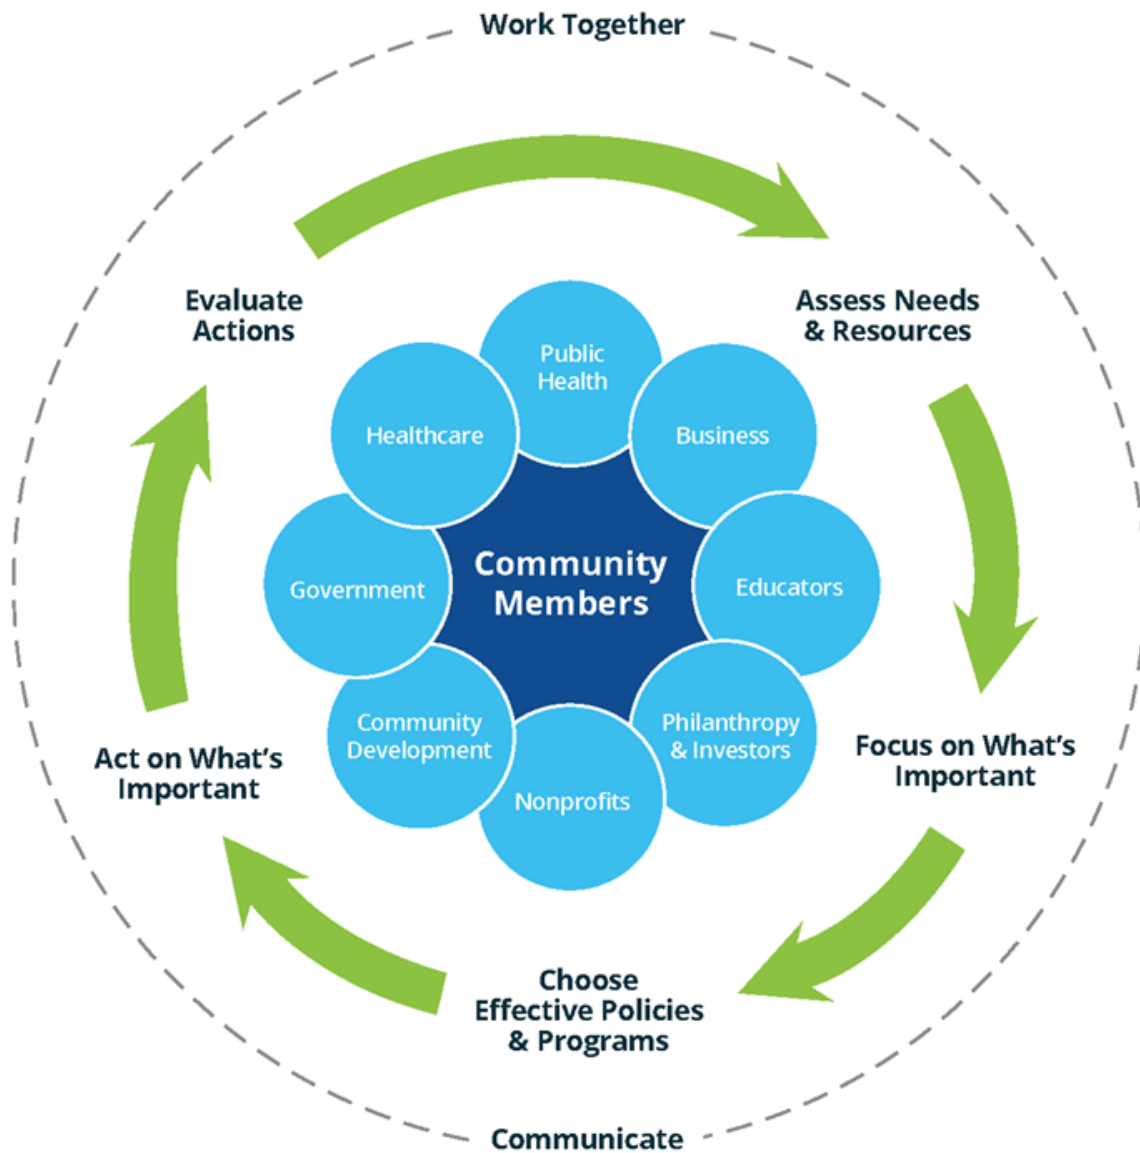 Work Together
Evaluate
Actions
Assess Needs
& Resources
Public
Health
Healthcare
Business
Community
Members
Government
Educators
Community
Development
Philanthropy
& Investors
Nonprofits
Act on What's
Important
Focus on What's
Important
Choose
Effective Policies
& Programs
Communicate